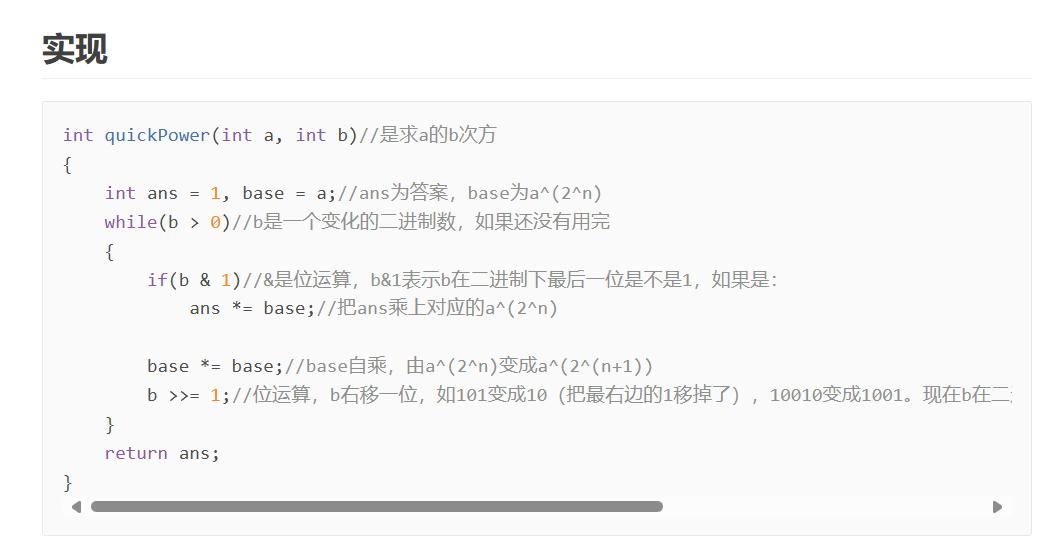 实现
int quickPower(int a, int b)//是求a的b次方
{
    int ans = 1, base = a;//ans为答案，base为a^(2^n)
    while(b > 0)//b是一个变化的二进制数，如果还没有用完
    {
        if(b & 1)//&是位运算，b&1表示b在二进制下最后一位是不是1，如果是：
            ans *= base;//把ans乘上对应的a^(2^n)
        base *= base;//base自乘，由a^(2^n)变成a^(2^(n+1))
        b >>= 1;//位运算，b右移一位，如101变成10（把最右边的1移掉了），10010变成1001。现在b在二
    }
    return ans;
}